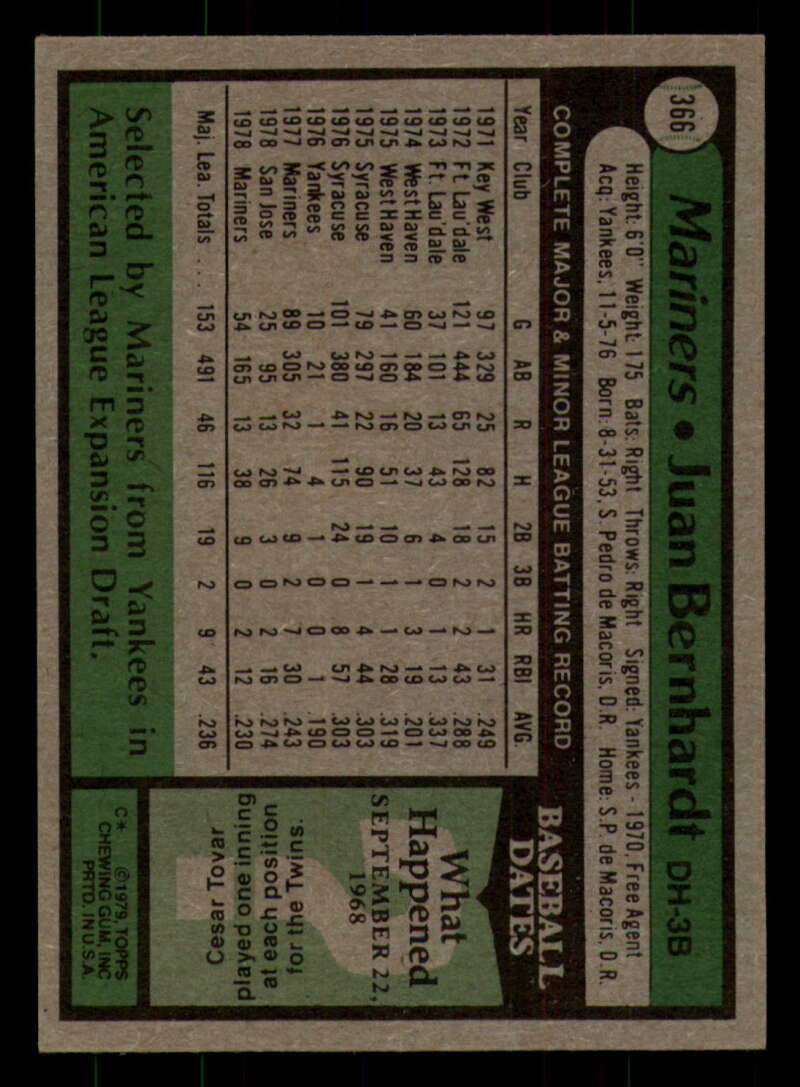 366
Mariners • Juan Bernhardt DH-3B
Height: 6'0" Weight: 175 Bats: Right Throws: Right Signed: Yankees - 1970, Free Agent
Acq: Yankees, 11-5-76 Born: 8-31-53, S. Pedro de Macoris, D.R. Home: S. P. de Macoris, D.R.
COMPLETE MAJOR & MINOR LEAGUE BATTING RECORD
Year Club G AB R H 2B 3B HR RBI AVG.
1971 Key West 97 329 25 82 15 2 1 31 .249
1972 Ft. Lau'dale 121 444 65 128 18 2 2 43 .288
1973 Ft. Lau'dale 37 101 13 43 4 0 1 13 .337
1974 West Haven 60 184 20 37 6 1 3 19 .201
1975 West Haven 41 160 16 51 10 1 1 28 .319
1975 Syracuse 79 297 22 90 19 1 4 44 .303
1976 Syracuse 101 380 41 115 24 0 8 57 .303
1976 Yankees 10 21 1 4 1 0 0 1 .190
1977 Mariners 89 305 32 74 9 2 7 30 .243
1978 San Jose 25 95 13 26 3 0 2 16 .274
1978 Mariners 54 165 13 38 9 0 2 12 .230
Maj. Lea. Totals . . . 153 491 46 116 19 2 9 43 .236
Selected by Mariners from Yankees in
American League Expansion Draft.
BASEBALL
DATES
What
Happened
SEPTEMBER 22,
1968
Cesar Tovar
played one inning
at each position
for the Twins.
C* ©1979, TOPPS
CHEWING GUM, INC
PRTD. IN U.S.A.